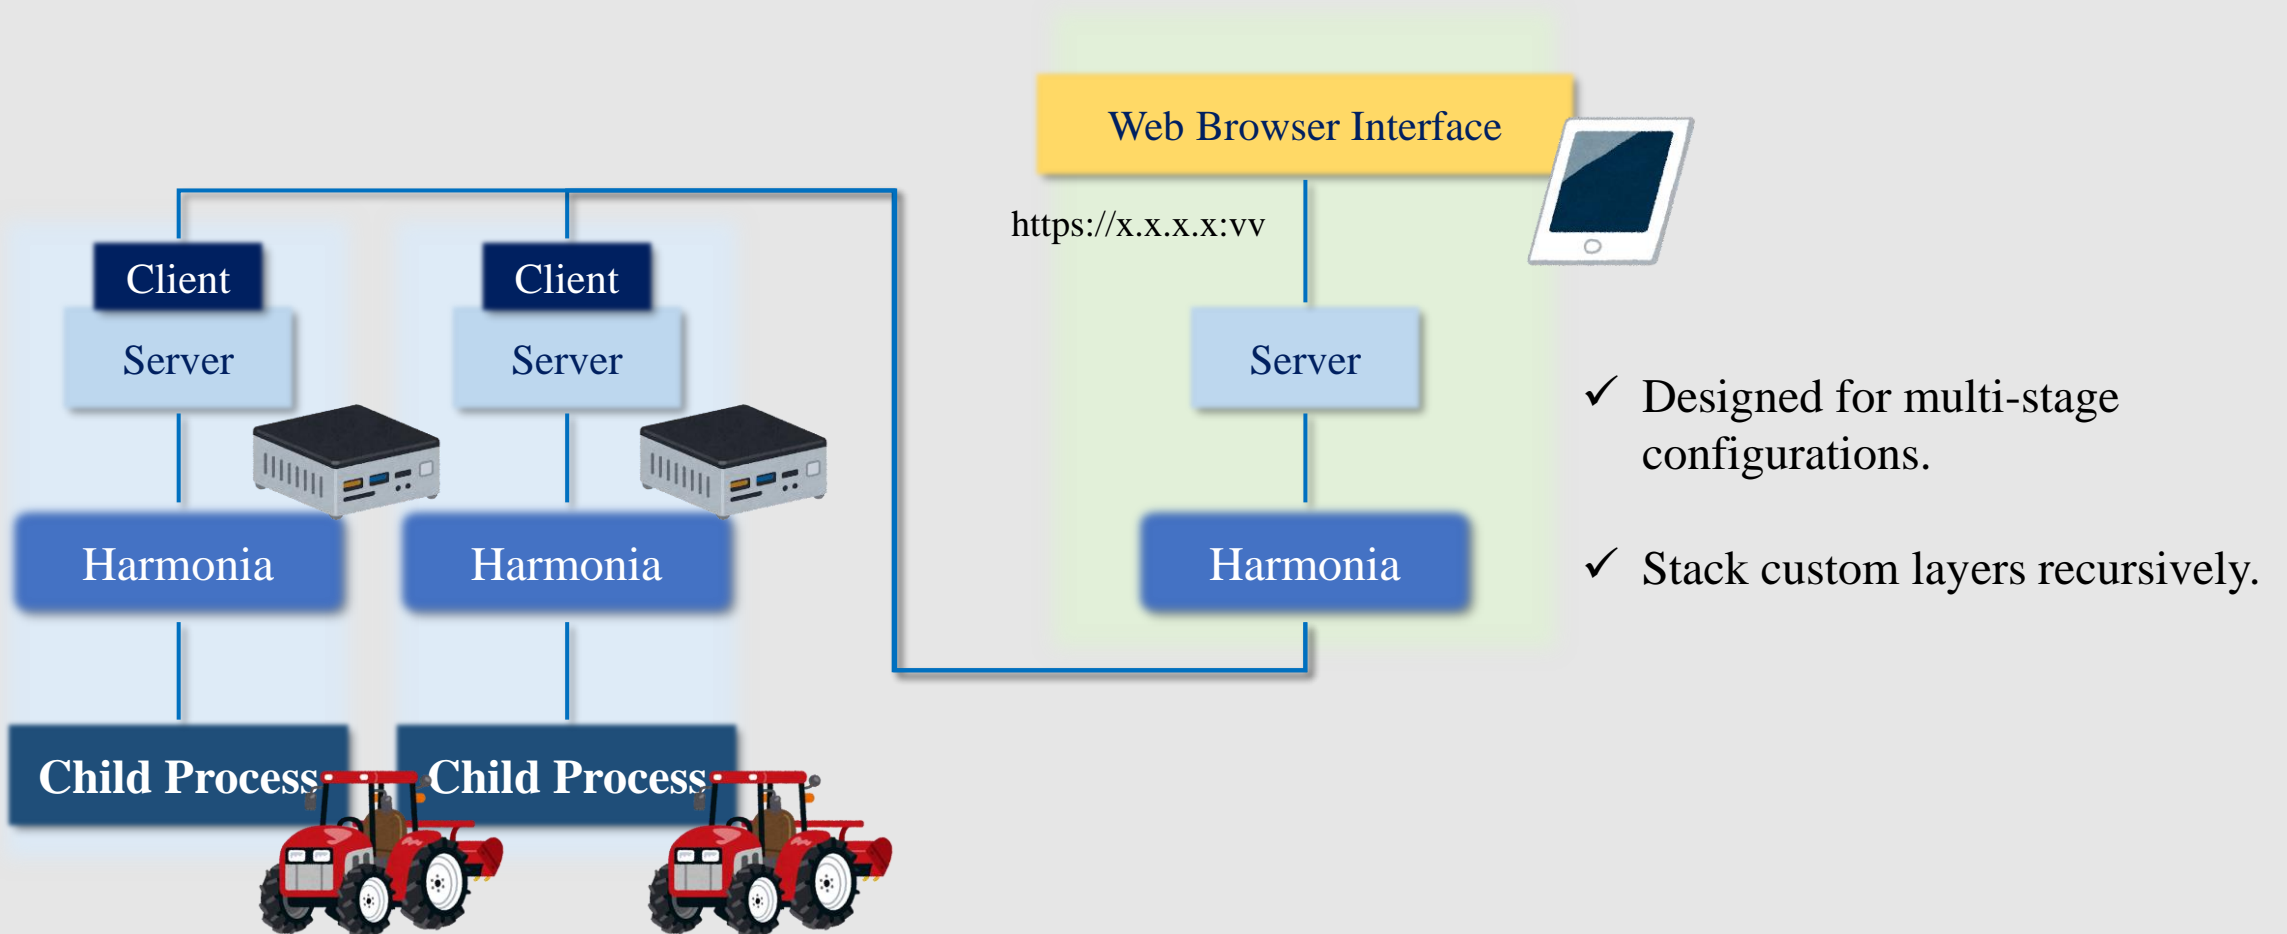 Web Browser Interface
https://x.x.x.x:vv
Client
Client
Server
Server
Server
Harmonia
Harmonia
Harmonia
Child Process
Child Process
✓ Designed for multi-stage
configurations.
✓ Stack custom layers recursively.